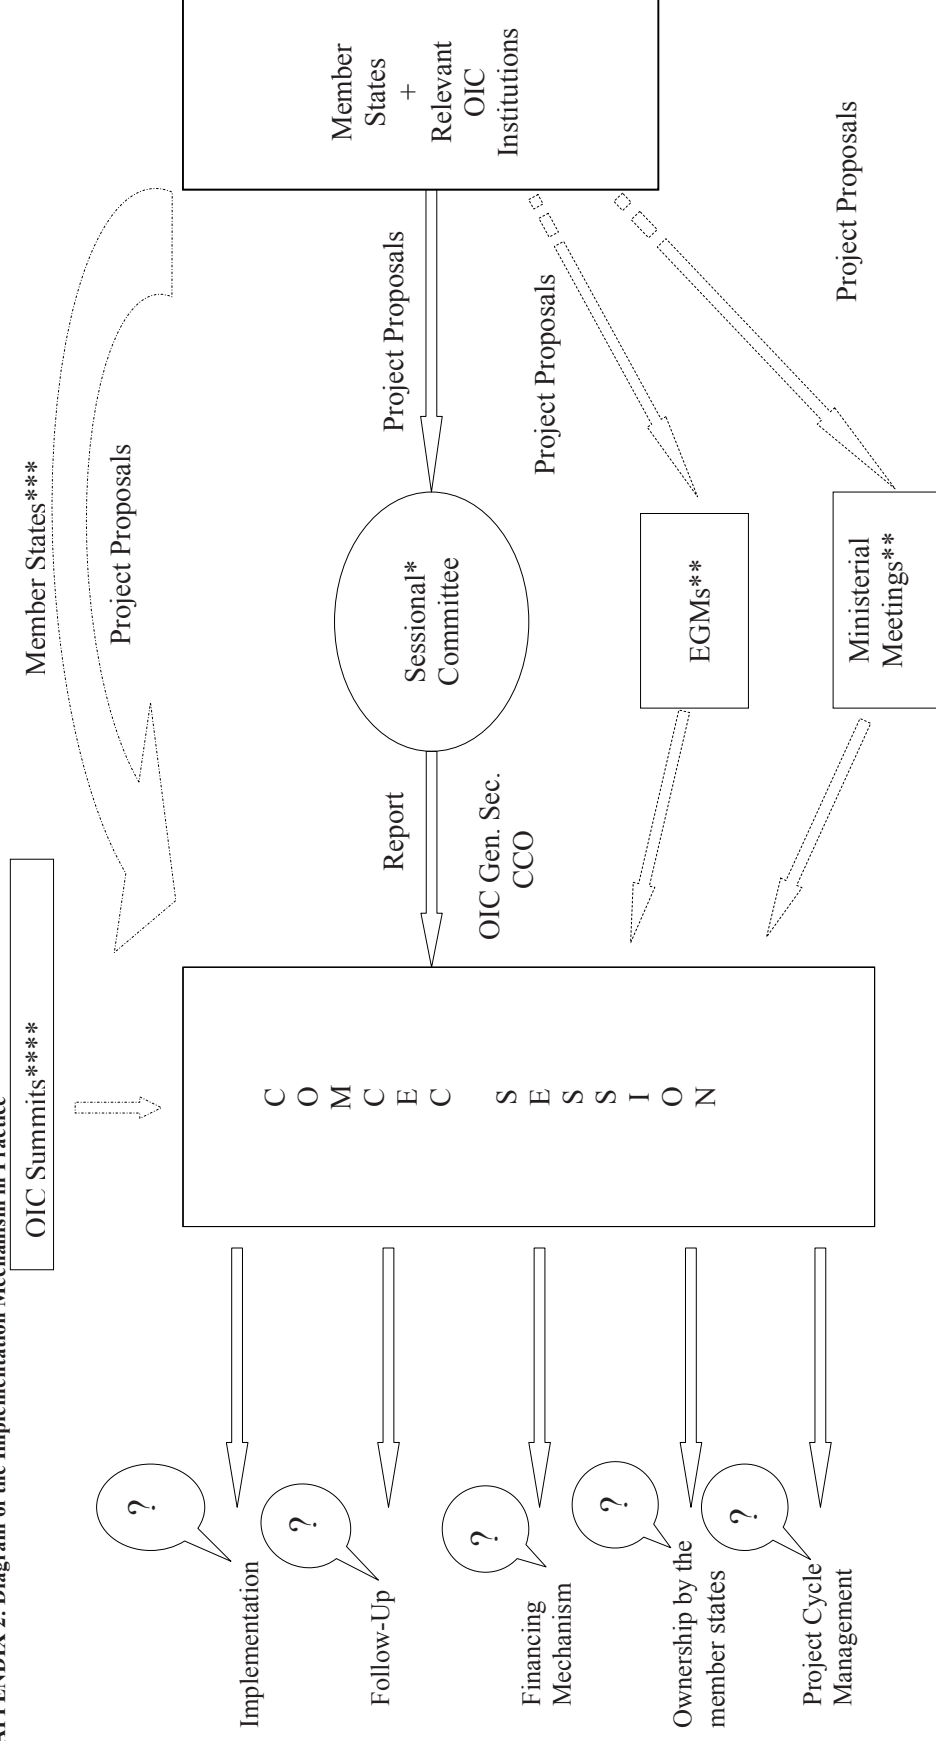 APPENDIX 2: Diagram of the Implementation Mechanism in Practice
OIC Summits****
Member States***
Project Proposals
Implementation
?
Follow-Up
?
Financing
Mechanism
?
Ownership by the
member states
?
Project Cycle
Management
?
C
O
M
C
E
C
S
E
S
S
I
O
N
Report
OIC Gen. Sec.
CCO
Sessional*
Committee
EGMs**
Ministerial
Meetings**
Project Proposals
Project Proposals
Project Proposals
Member
States
+
Relevant
OIC
Institutions